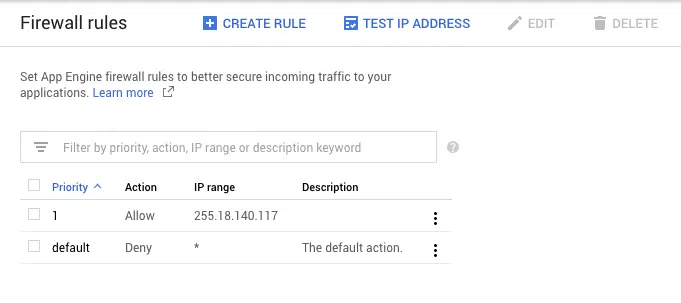 Firewall rules CREATE RULE TEST IP ADDRESS EDIT DELETE
Set App Engine firewall rules to better secure incoming traffic to your
applications. Learn more
Filter by priority, action, IP range or description keyword ?
Priority Action IP range Description
1 Allow 255.18.140.117
default Deny * The default action.